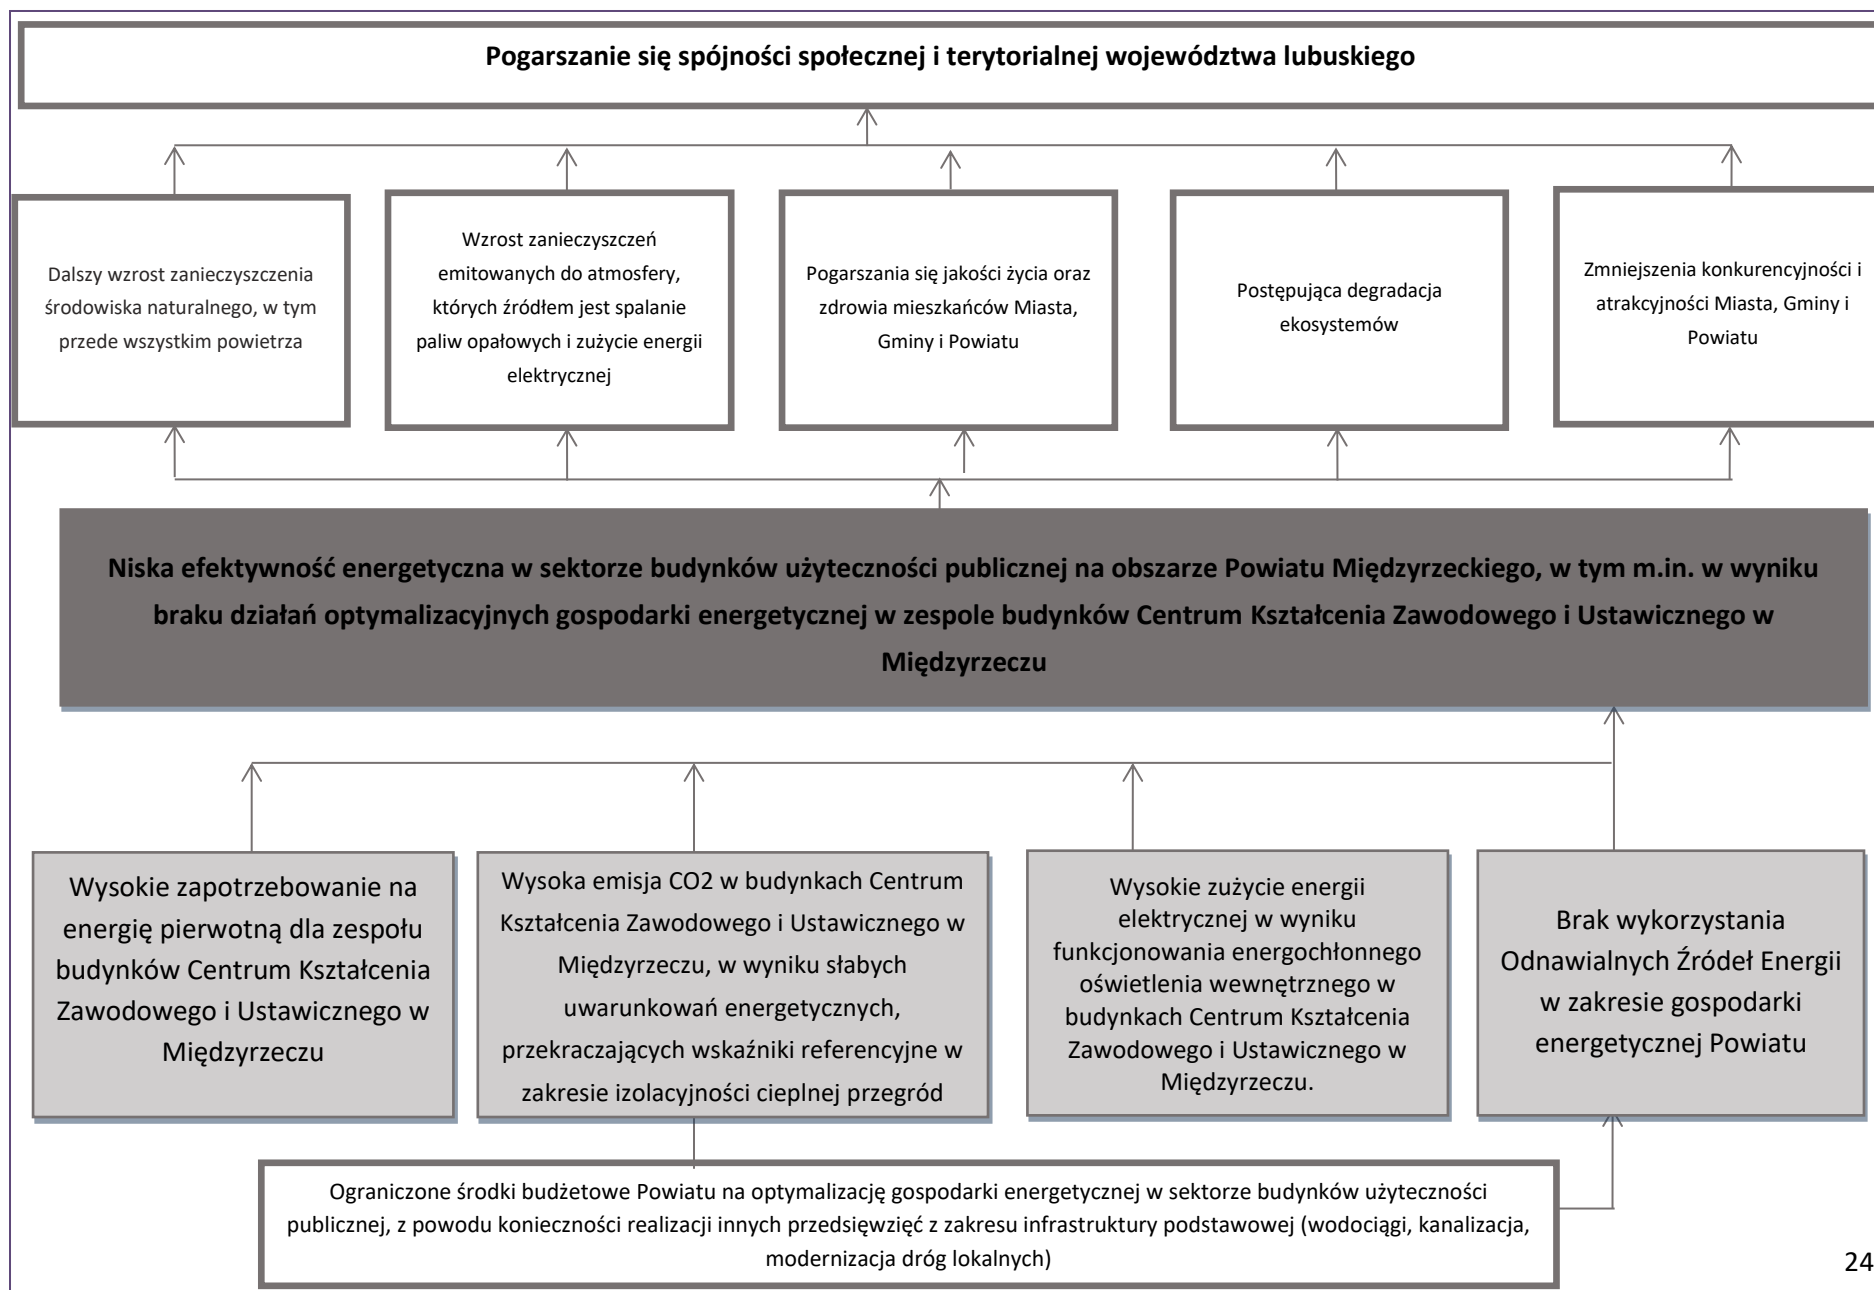 Pogarszanie się spójności społecznej i terytorialnej województwa lubuskiego
Dalszy wzrost zanieczyszczenia
środowiska naturalnego, w tym
przede wszystkim powietrza
Wzrost zanieczyszczeń
emitowanych do atmosfery,
których źródłem jest spalanie
paliw opałowych i zużycie energii
elektrycznej
Pogarszania się jakości życia oraz
zdrowia mieszkańców Miasta,
Gminy i Powiatu
Postępująca degradacja
ekosystemów
Zmniejszenia konkurencyjności i
atrakcyjności Miasta, Gminy i
Powiatu
Niska efektywność energetyczna w sektorze budynków użyteczności publicznej na obszarze Powiatu Międzyrzeckiego, w tym m.in. w wyniku
braku działań optymalizacyjnych gospodarki energetycznej w zespole budynków Centrum Kształcenia Zawodowego i Ustawicznego w
Międzyrzeczu
Wysokie zapotrzebowanie na
energię pierwotną dla zespołu
budynków Centrum Kształcenia
Zawodowego i Ustawicznego w
Międzyrzeczu
Wysoka emisja CO2 w budynkach Centrum
Kształcenia Zawodowego i Ustawicznego w
Międzyrzeczu, w wyniku słabych
uwarunkowań energetycznych,
przekraczających wskaźniki referencyjne w
zakresie izolacyjności cieplnej przegród
Wysokie zużycie energii
elektrycznej w wyniku
funkcjonowania energochłonnego
oświetlenia wewnętrznego w
budynkach Centrum Kształcenia
Zawodowego i Ustawicznego w
Międzyrzeczu.
Brak wykorzystania
Odnawialnych Źródeł Energii
w zakresie gospodarki
energetycznej Powiatu
Ograniczone środki budżetowe Powiatu na optymalizację gospodarki energetycznej w sektorze budynków użyteczności
publicznej, z powodu konieczności realizacji innych przedsięwzięć z zakresu infrastruktury podstawowej (wodociągi, kanalizacja,
modernizacja dróg lokalnych)
24